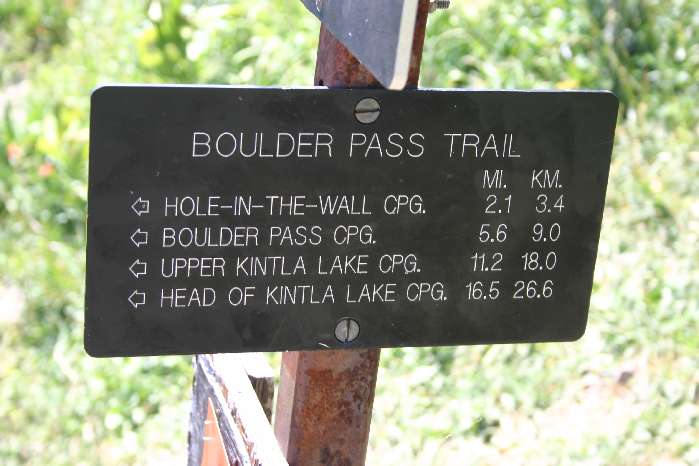 BOULDER PASS TRAIL
MI. KM.
⇦ HOLE-IN-THE-WALL CPG. 2.1 3.4
⇦ BOULDER PASS CPG. 5.6 9.0
⇦ UPPER KINTLA LAKE CPG. 11.2 18.0
⇦ HEAD OF KINTLA LAKE CPG. 16.5 26.6